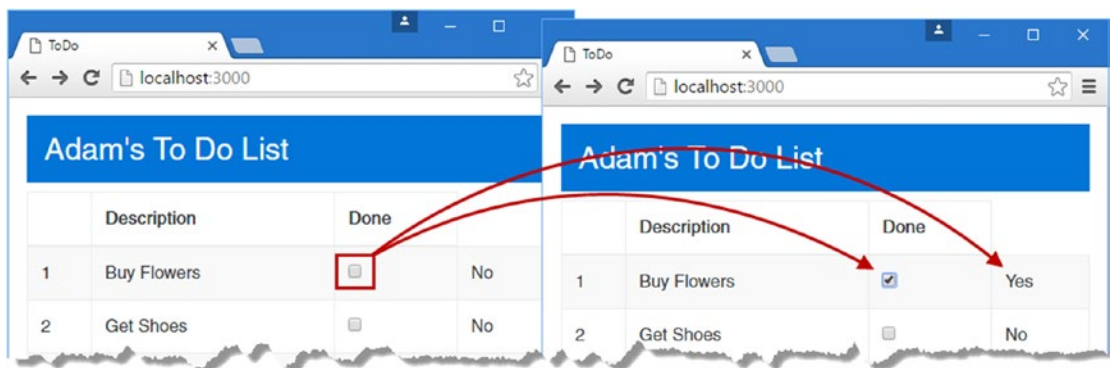 ToDo
localhost:3000
Adam's To Do List
Description Done
1 Buy Flowers No
2 Get Shoes No
ToDo
localhost:3000
Adam's To Do List
Description Done
1 Buy Flowers Yes
2 Get Shoes No